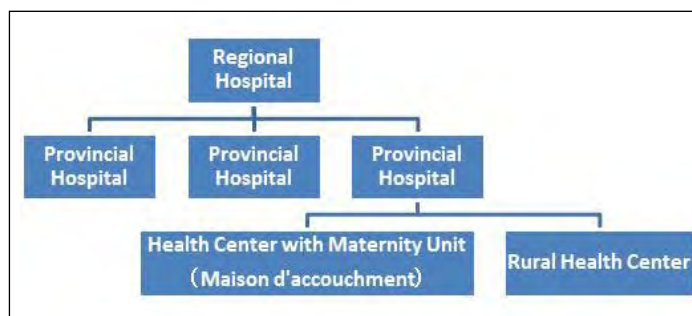 Regional
Hospital
Provincial
Hospital
Provincial
Hospital
Provincial
Hospital
Health Center with Maternity Unit
（Maison d'accouchment）
Rural Health Center